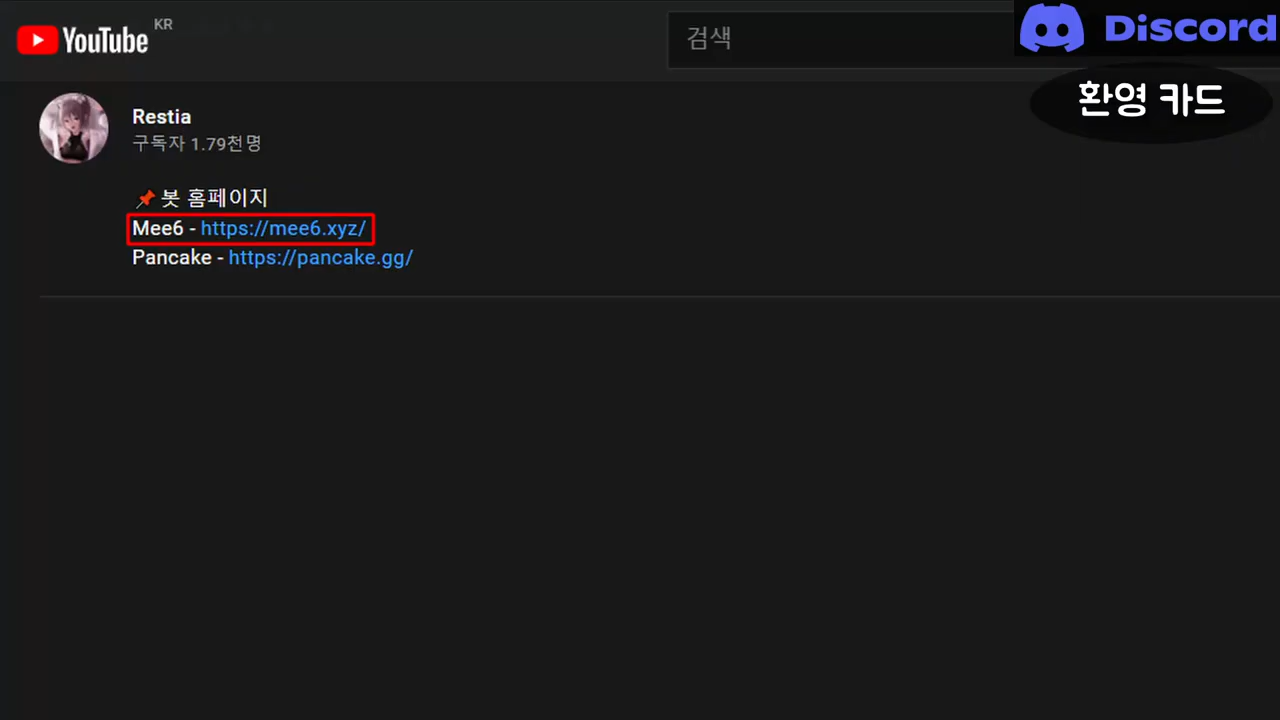 YouTube KR
검색
Discord
환영 카드
Restia
구독자 1.79천명
📌 봇 홈페이지
Mee6 - https://mee6.xyz/
Pancake - https://pancake.gg/